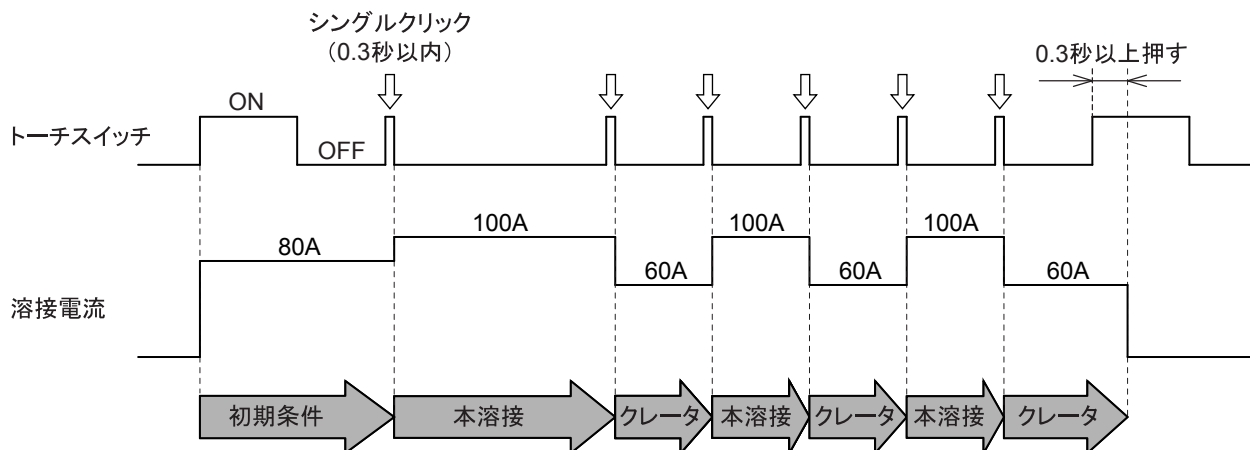 シングルクリック
（0.3秒以内）
0.3秒以上押す
ON
トーチスイッチ
OFF
100A
100A
100A
80A
60A
60A
60A
溶接電流
初期条件
本溶接
クレータ
本溶接
クレータ
本溶接
クレータ